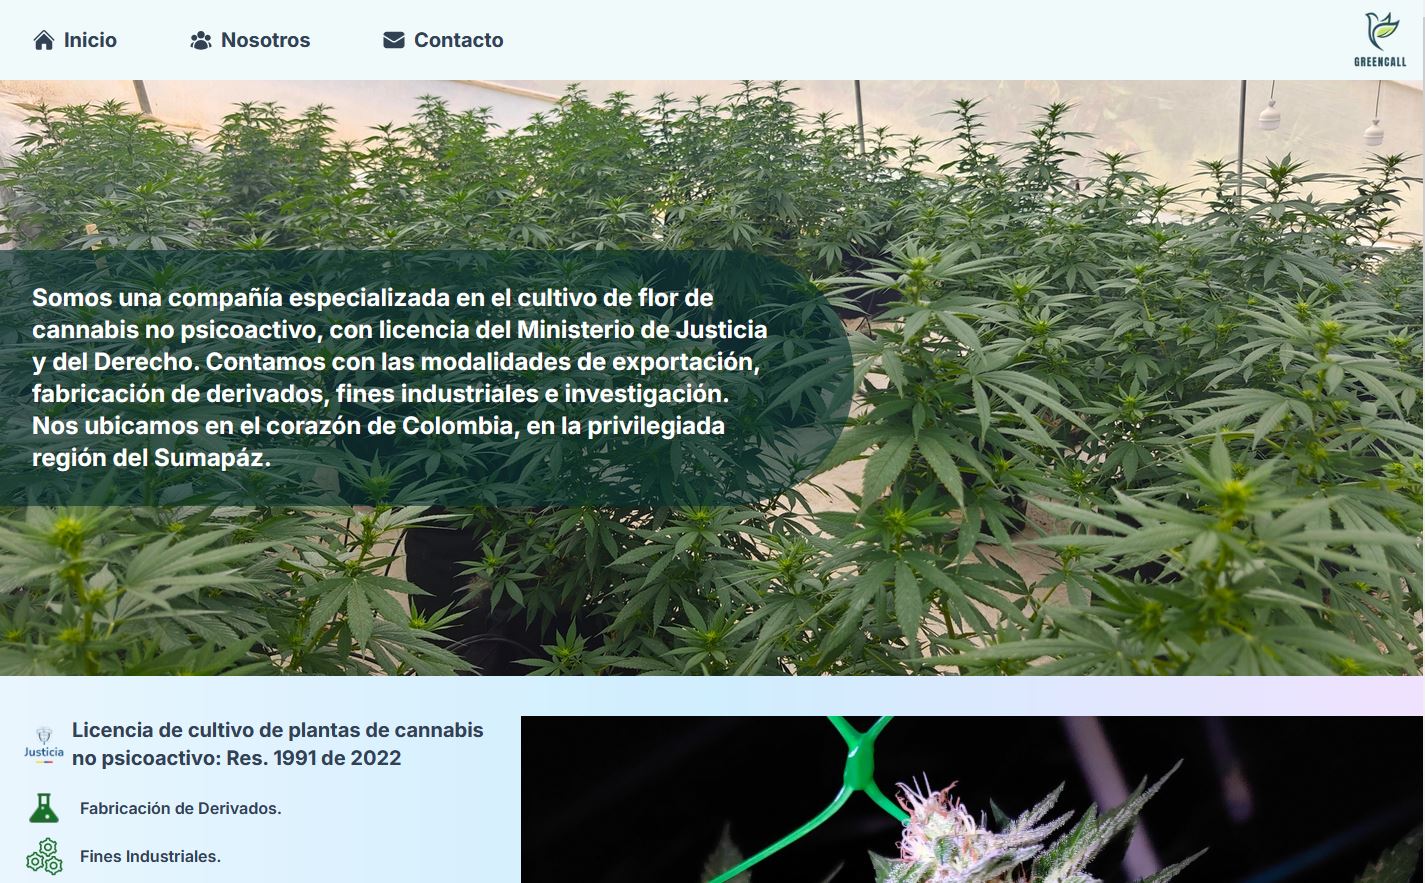 Inicio
Nosotros
Contacto
GREENCALL
Somos una compañía especializada en el cultivo de flor de
cannabis no psicoactivo, con licencia del Ministerio de Justicia
y del Derecho. Contamos con las modalidades de exportación,
fabricación de derivados, fines industriales e investigación.
Nos ubicamos en el corazón de Colombia, en la privilegiada
región del Sumapáz.
Justicia
Licencia de cultivo de plantas de cannabis
no psicoactivo: Res. 1991 de 2022
Fabricación de Derivados.
Fines Industriales.